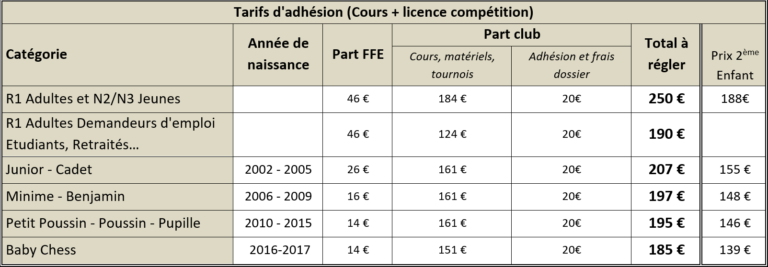 Tarifs d'adhésion (Cours + licence compétition)
Catégorie
Année de
naissance
Part FFE
Part club
Cours, matériels,
tournois
Adhésion et frais
dossier
Total à
régler
Prix 2ème
Enfant
R1 Adultes et N2/N3 Jeunes 46 € 184 € 20€ 250 € 188€
R1 Adultes Demandeurs d'emploi
Etudiants, Retraités... 46 € 124 € 20€ 190 €
Junior - Cadet 2002 - 2005 26 € 161 € 20€ 207 € 155 €
Minime - Benjamin 2006 - 2009 16 € 161 € 20€ 197 € 148 €
Petit Poussin - Poussin - Pupille 2010 - 2015 14 € 161 € 20€ 195 € 146 €
Baby Chess 2016-2017 14 € 151 € 20€ 185 € 139 €